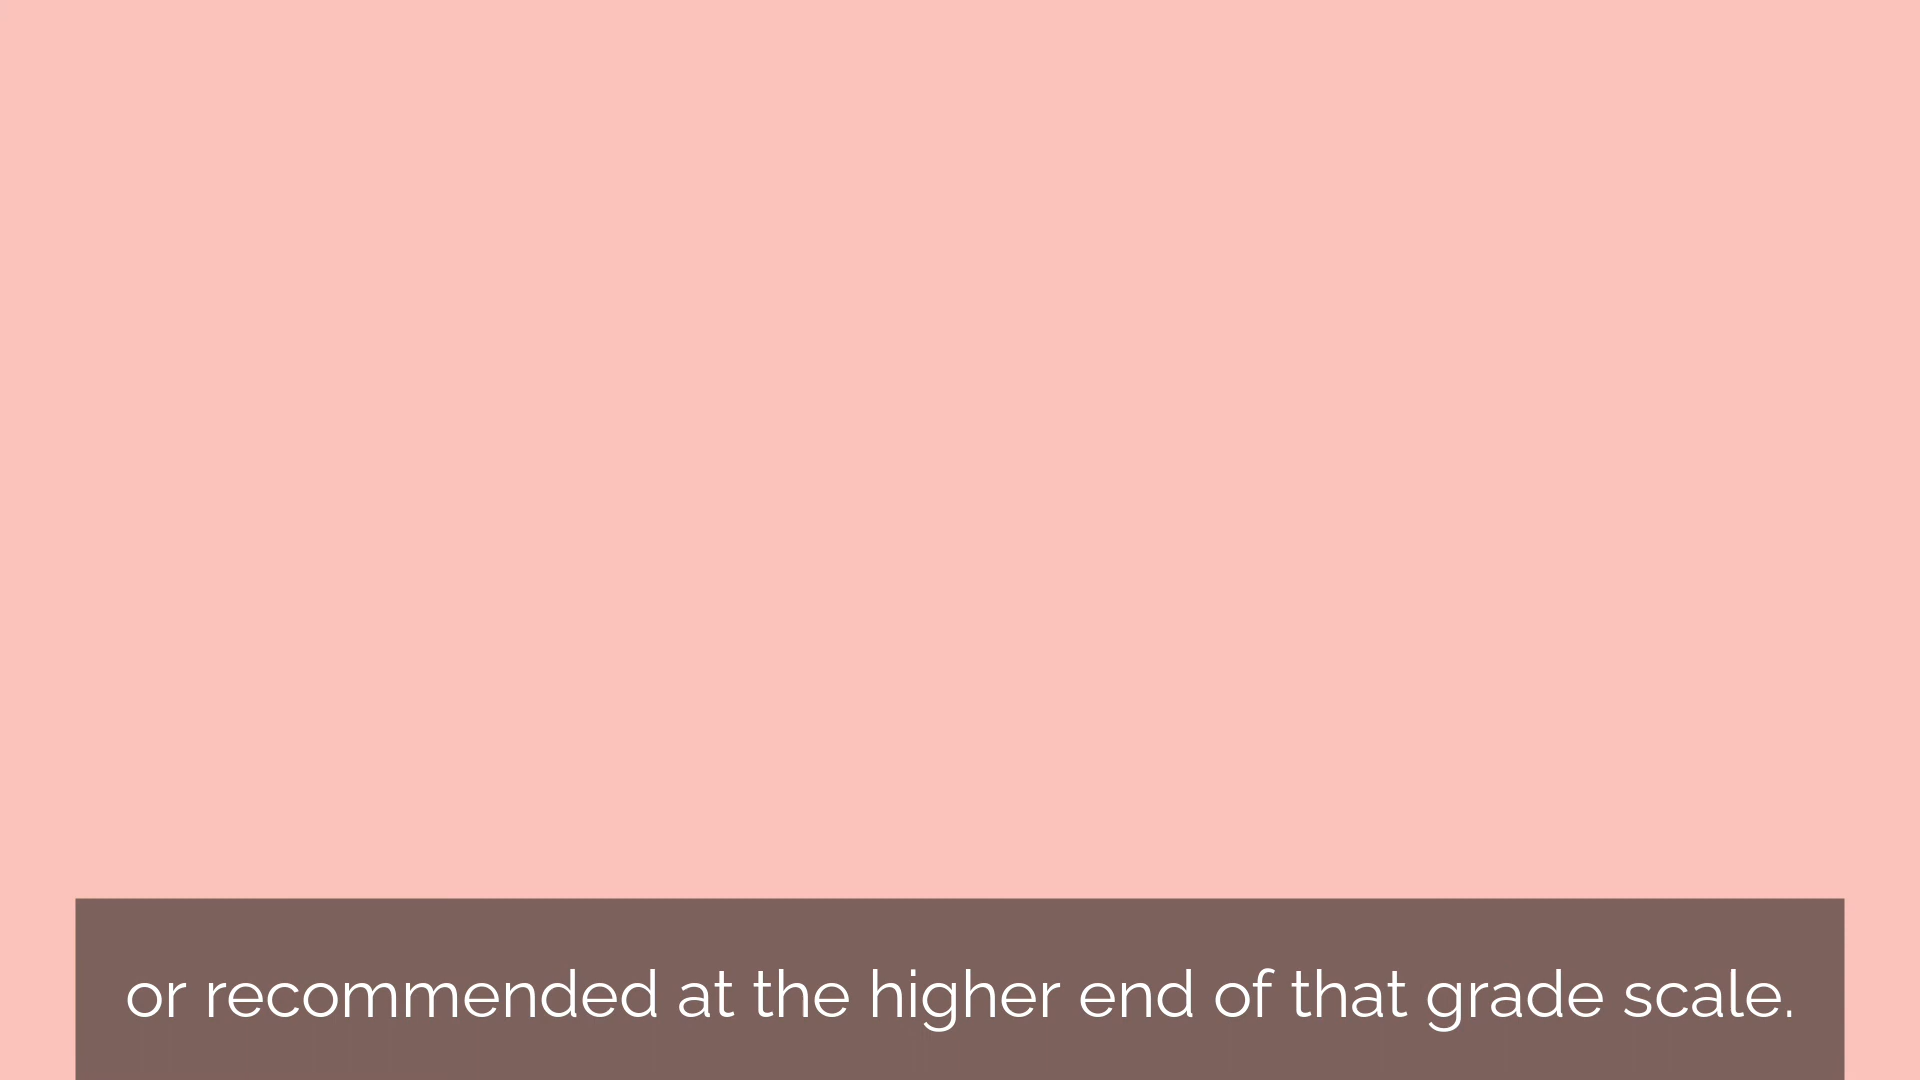 or recommended at the higher end of that grade scale.